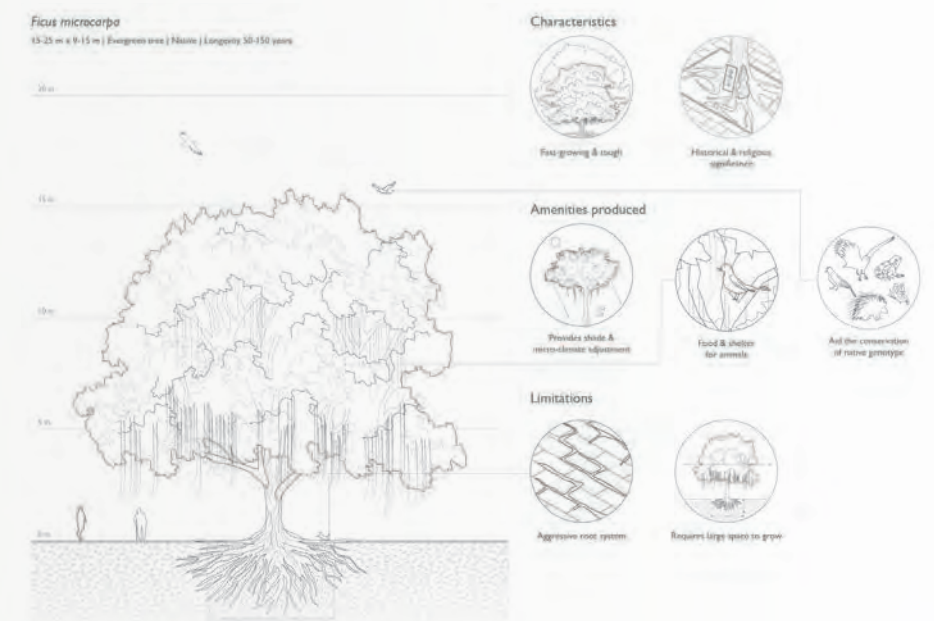 Ficus microcarpa
15-25 m x 9-15 m | Evergreen tree | Native | Longevity 50-150 years
Characteristics
20 m
Fast-growing & tough
Historical & religious
significance
15 m
Amenities produced
10 m
Provides shade &
micro-climate adjustment
Food & shelter
for animals
Aid the conservation
of native genotype
Limitations
5 m
0 m
Aggressive root system
Requires large space to grow